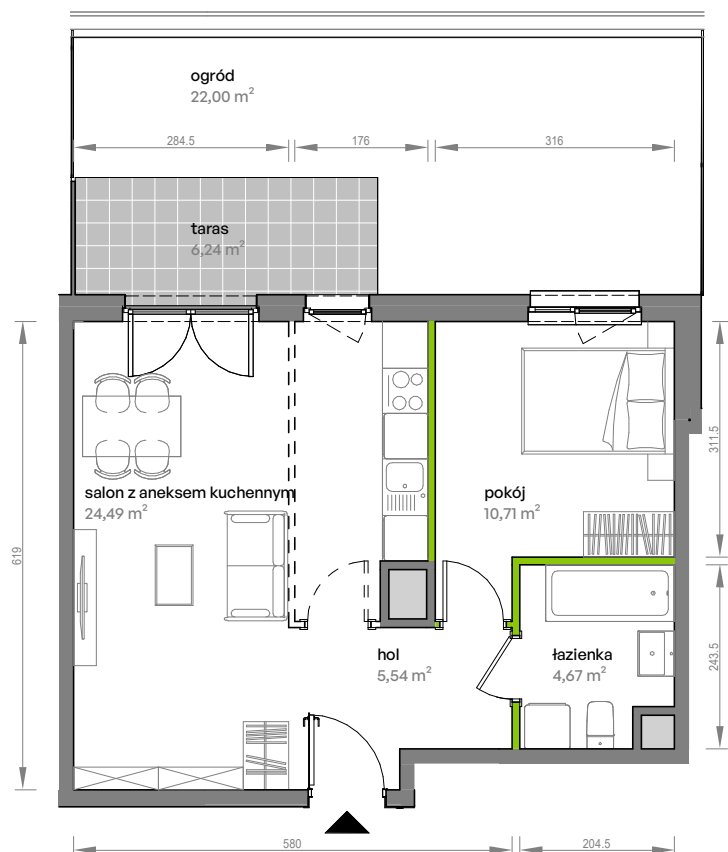 ogród
22,00 m²
284.5
176
316
taras
6,24 m²
salon z aneksem kuchennym
24,49 m²
pokój
10,71 m²
311.5
619
hol
5,54 m²
łazienka
4,67 m²
243.5
580
204.5